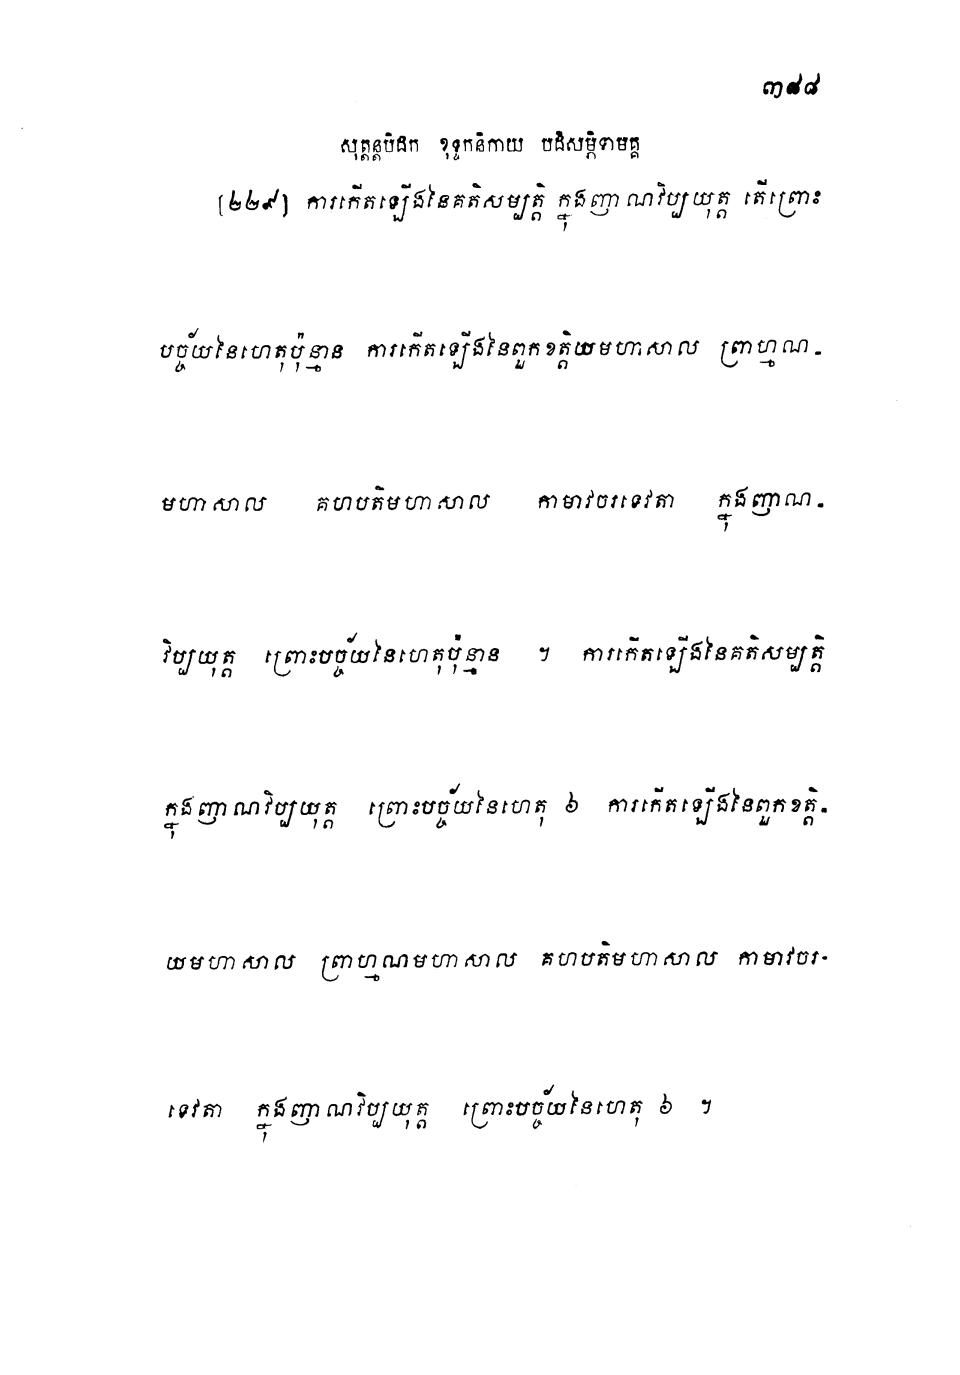 ៣៩៨
សុត្តន្តបិដក ខុទ្ទកនិកាយ បដិសម្ភិទាមគ្គ
[២២៩] ការកើតឡើងនៃគតិសម្បត្តិ ក្នុងញាណវិប្បយុត្ត តើព្រោះ
បច្ច័យនៃហេតុប៉ុន្មាន ការកើតឡើងនៃពួកខត្តិយមហាសាល ព្រាហ្មណ-
មហាសាល គហបតិមហាសាល កាមាវចរទេវតា ក្នុងញាណ-
វិប្បយុត្ត ព្រោះបច្ច័យនៃហេតុប៉ុន្មាន ។ ការកើតឡើងនៃគតិសម្បត្តិ
ក្នុងញាណវិប្បយុត្ត ព្រោះបច្ច័យនៃហេតុ ៦ ការកើតឡើងនៃពួកខត្តិ-
យមហាសាល ព្រាហ្មណមហាសាល គហបតិមហាសាល កាមាវចរ-
ទេវតា ក្នុងញាណវិប្បយុត្ត ព្រោះបច្ច័យនៃហេតុ ៦ ។